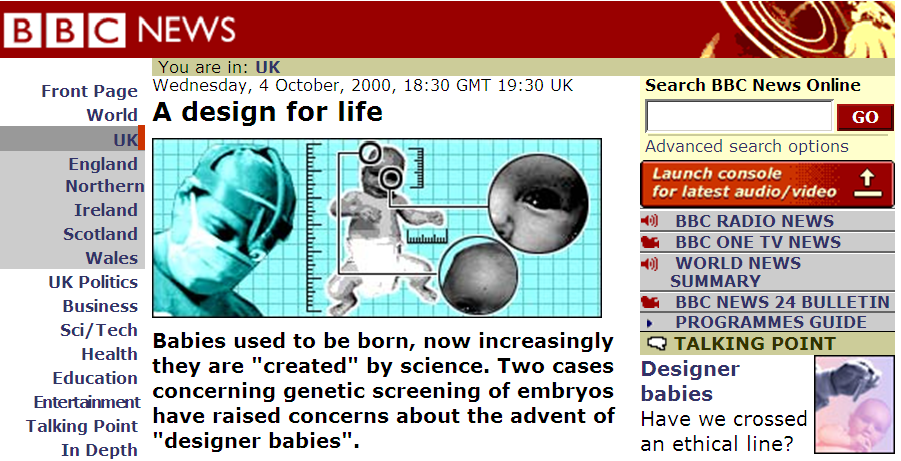 BBC NEWS
You are in: UK
Wednesday, 4 October, 2000, 18:30 GMT 19:30 UK
A design for life
Babies used to be born, now increasingly
they are "created" by science. Two cases
concerning genetic screening of embryos
have raised concerns about the advent of
"designer babies".
Front Page
World
UK
England
Northern
Ireland
Scotland
Wales
UK Politics
Business
Sci/Tech
Health
Education
Entertainment
Talking Point
In Depth
Search BBC News Online
GO
Advanced search options
Launch console
for latest audio/video
BBC RADIO NEWS
BBC ONE TV NEWS
WORLD NEWS
SUMMARY
BBC NEWS 24 BULLETIN
PROGRAMMES GUIDE
TALKING POINT
Designer
babies
Have we crossed
an ethical line?